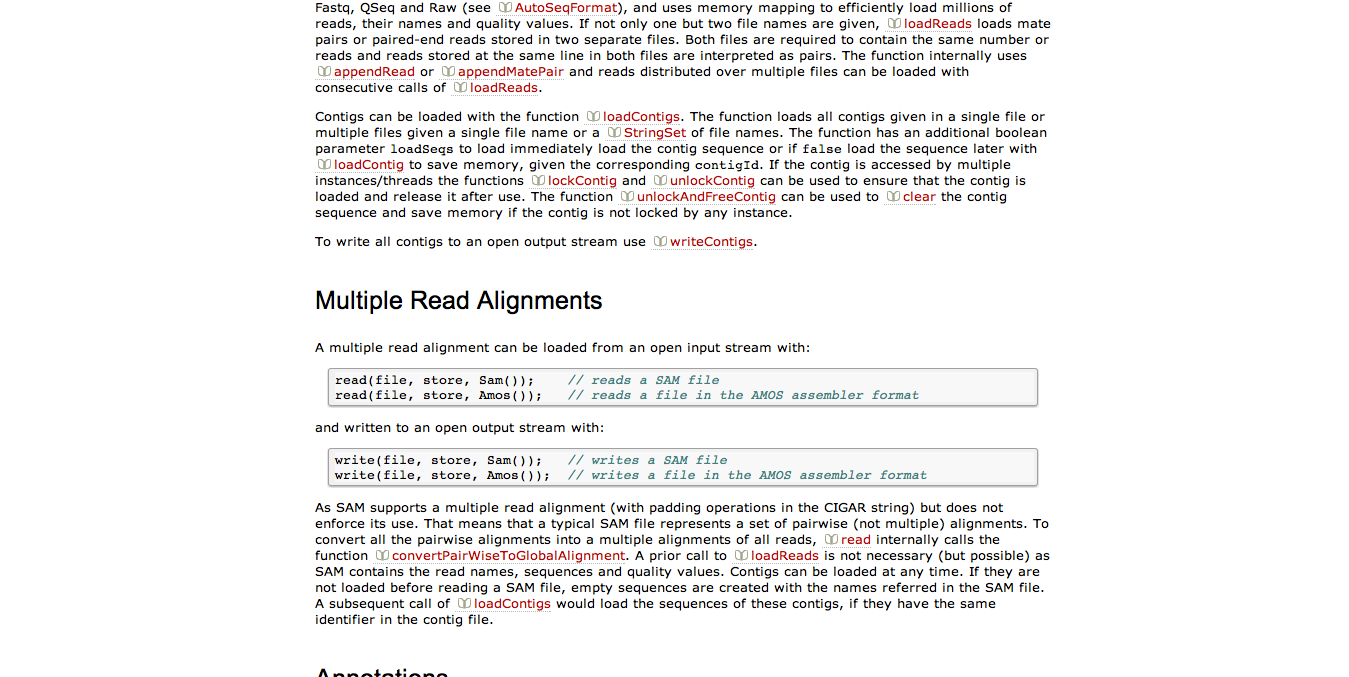 Fastq, QSeq and Raw (see AutoSeqFormat), and uses memory mapping to efficiently load millions of
reads, their names and quality values. If not only one but two file names are given, loadReads loads mate
pairs or paired-end reads stored in two separate files. Both files are required to contain the same number or
reads and reads stored at the same line in both files are interpreted as pairs. The function internally uses
appendRead or appendMatePair and reads distributed over multiple files can be loaded with
consecutive calls of loadReads.
Contigs can be loaded with the function loadContigs. The function loads all contigs given in a single file or
multiple files given a single file name or a StringSet of file names. The function has an additional boolean
parameter loadSeqs to load immediately load the contig sequence or if false load the sequence later with
loadContig to save memory, given the corresponding contigId. If the contig is accessed by multiple
instances/threads the functions lockContig and unlockContig can be used to ensure that the contig is
loaded and release it after use. The function unlockAndFreeContig can be used to clear the contig
sequence and save memory if the contig is not locked by any instance.
To write all contigs to an open output stream use writeContigs.
Multiple Read Alignments
A multiple read alignment can be loaded from an open input stream with:
read(file, store, Sam());    // reads a SAM file
read(file, store, Amos());   // reads a file in the AMOS assembler format
and written to an open output stream with:
write(file, store, Sam());   // writes a SAM file
write(file, store, Amos());  // writes a file in the AMOS assembler format
As SAM supports a multiple read alignment (with padding operations in the CIGAR string) but does not
enforce its use. That means that a typical SAM file represents a set of pairwise (not multiple) alignments. To
convert all the pairwise alignments into a multiple alignments of all reads, read internally calls the
function convertPairWiseToGlobalAlignment. A prior call to loadReads is not necessary (but possible) as
SAM contains the read names, sequences and quality values. Contigs can be loaded at any time. If they are
not loaded before reading a SAM file, empty sequences are created with the names referred in the SAM file.
A subsequent call of loadContigs would load the sequences of these contigs, if they have the same
identifier in the contig file.
Annotations